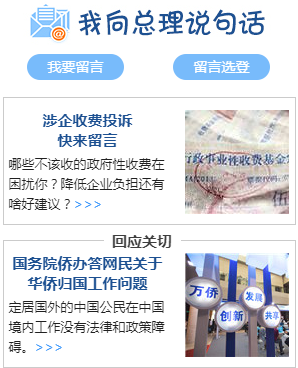 我向总理说句话
我要留言
留言选登
涉企收费投诉
快来留言
哪些不该收的政府性收费在
困扰你？降低企业负担还有
啥好建议？>>>
行政事业性收费基金
回应关切
国务院侨办答网民关于
华侨归国工作问题
定居国外的中国公民在中国
境内工作没有法律和政策障
碍。>>>
万侨
创新
发展
共享